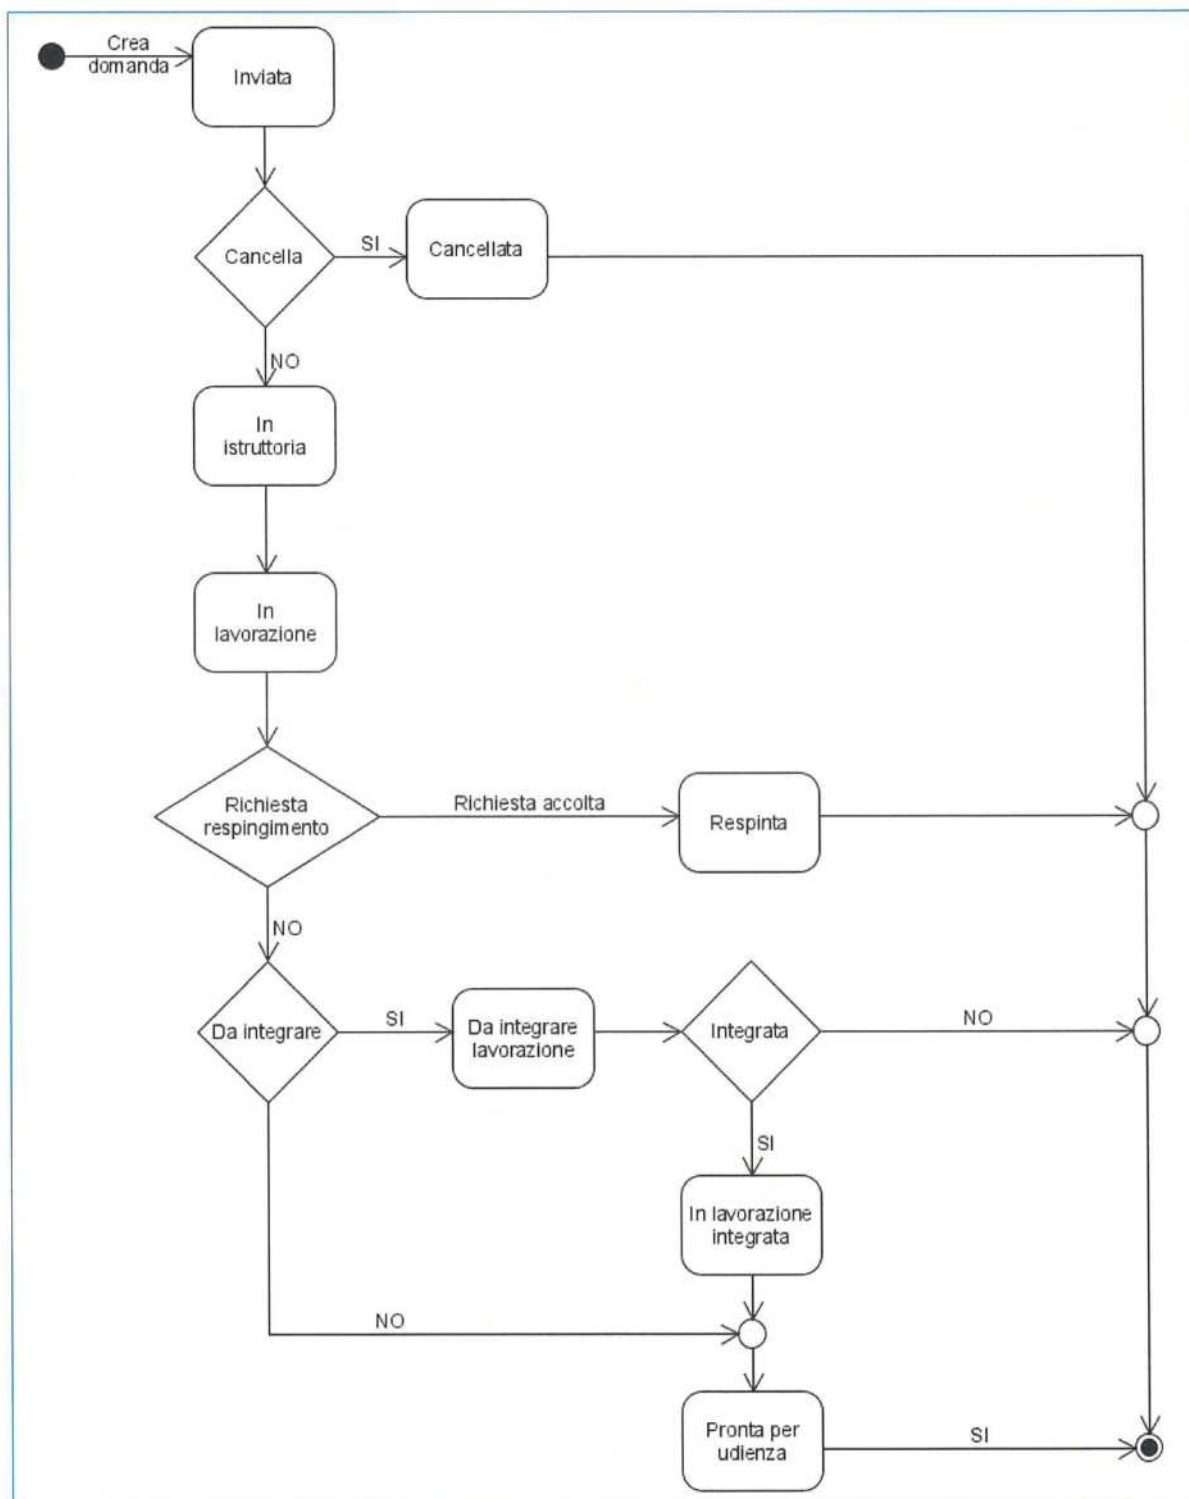 Crea
domanda
Inviata
Cancella
SI
Cancellata
NO
In
istruttoria
In
lavorazione
Richiesta
respingimento
Richiesta accolta
Respinta
NO
Da integrare
SI
Da integrare
lavorazione
Integrata
NO
SI
In lavorazione
integrata
NO
Pronta per
udienza
SI